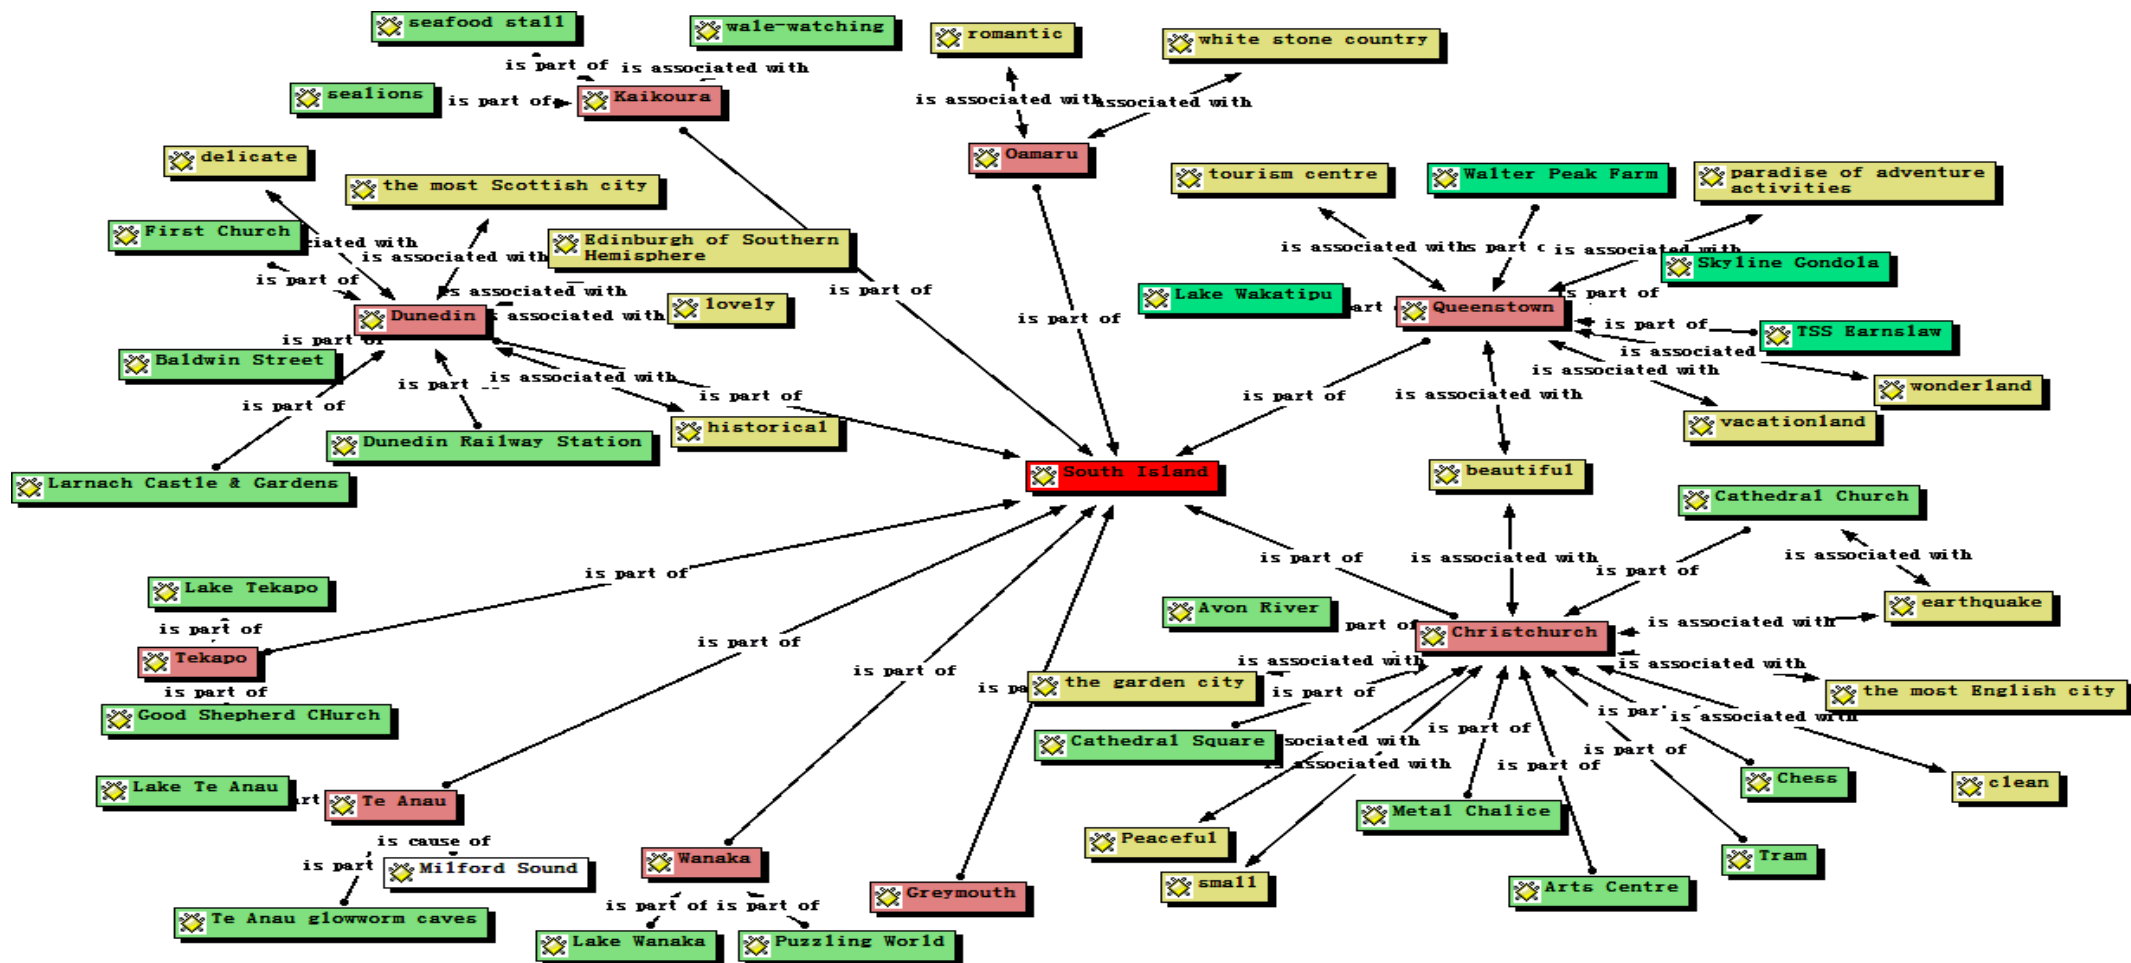 seafood stall
wale-watching
romantic
white stone country
is part of
is associated with
sealions
is part of
Kaikoura
is associated with
associated with
delicate
the most Scottish city
Oamaru
tourism centre
Walter Peak Farm
paradise of adventure
activities
First Church
ciated with
is associated with
Edinburgh of Southern
Hemisphere
is associated with
s part o
is associated with
Skyline Gondola
is part of
is associated with
is part of
Lake Wakatipu
part
Queenstown
is part of
lovely
Dunedin
s associated with
is part of
is part of
TSS Earnslaw
is part of
Baldwin Street
is associated
is part
is associated with
is associated with
wonderland
is part of
is part of
is part of
is associated with
historical
vacationland
Dunedin Railway Station
South Island
beautiful
Larnach Castle & Gardens
Cathedral Church
is part of
is associated with
is associated with
is part of
is part of
Lake Tekapo
Avon River
earthquake
is part of
part of
Christchurch
is associated with
is part of
Tekapo
is part of
is associated with
is associated with
is part of
is part of
is pa
the garden city
is part of
the most English city
Good Shepherd CHurch
is par
is associated with
Cathedral Square
sociated with
is part of
is part of
is associated with
is part of
Lake Te Anau
art
Te Anau
Chess
clean
Metal Chalice
is cause of
Peaceful
is part
Milford Sound
Wanaka
Tram
small
Greymouth
Arts Centre
Te Anau glowworm caves
is part of
is part of
Lake Wanaka
Puzzling World